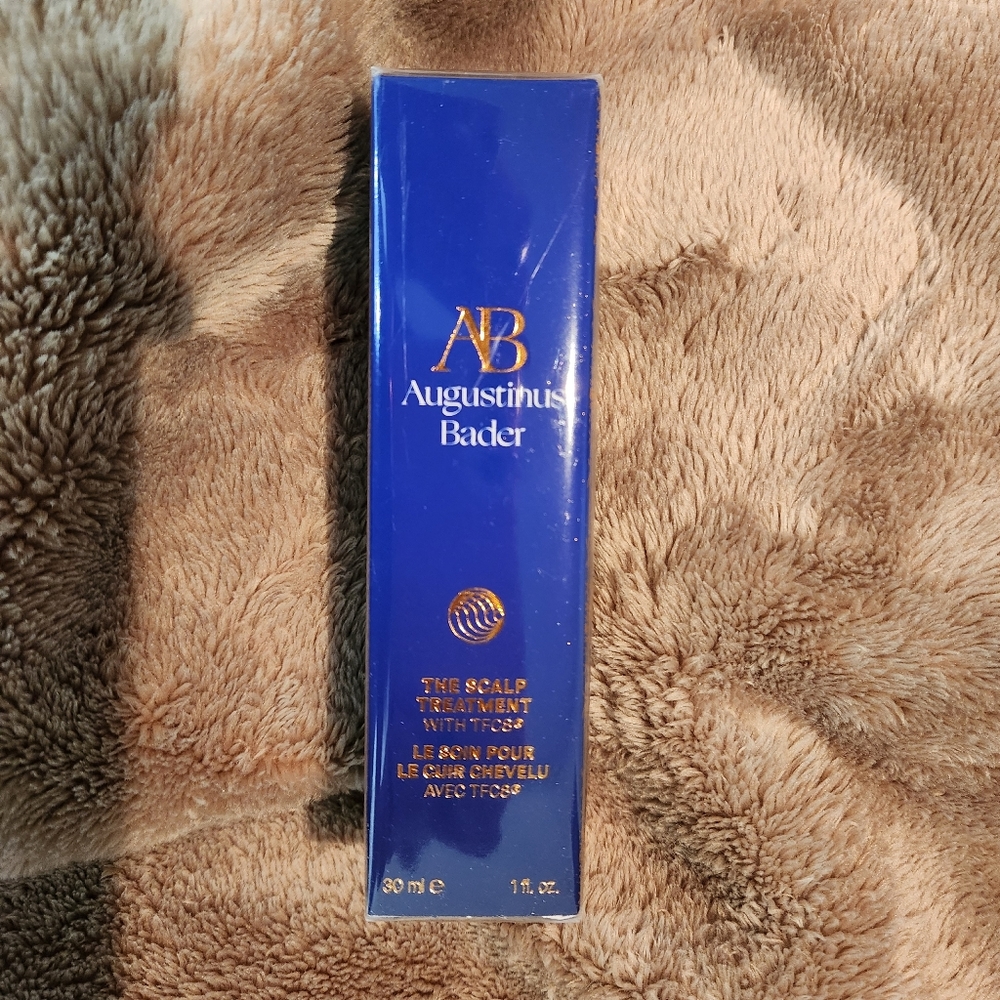 AB
Augustinus
Bader
THE SCALP
TREATMENT
WITH TFC8®
LE SOIN POUR
LE CUIR CHEVELU
AVEC TFC8®
30 ml e
1 fl. oz.